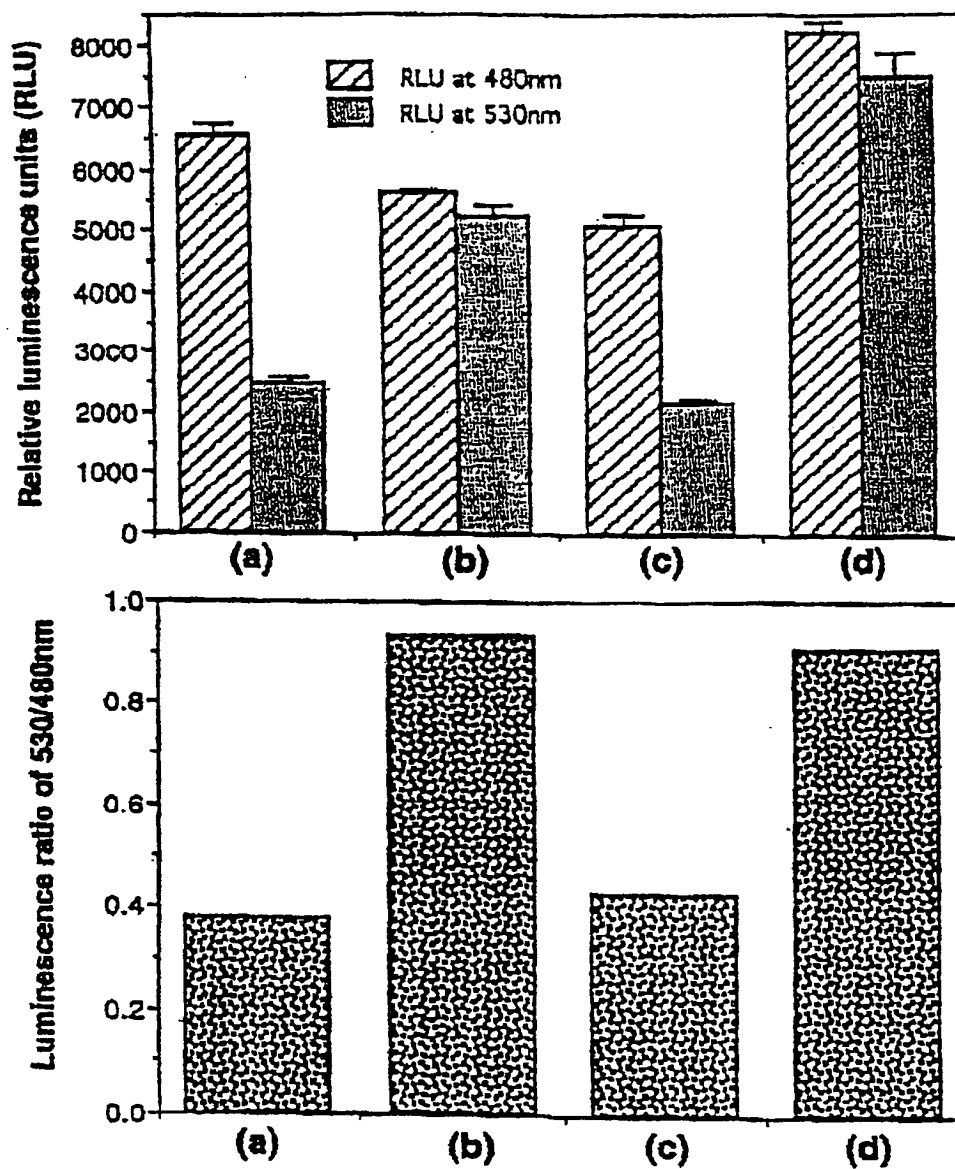 Relative luminescence units (RLU)
8000
7000
6000
5000
4000
3000
2000
1000
0
RLU at 480nm
RLU at 530nm
(a) (b) (c) (d)
Luminescence ratio of 530/480nm
1.0
0.8
0.6
0.4
0.2
0.0
(a) (b) (c) (d)